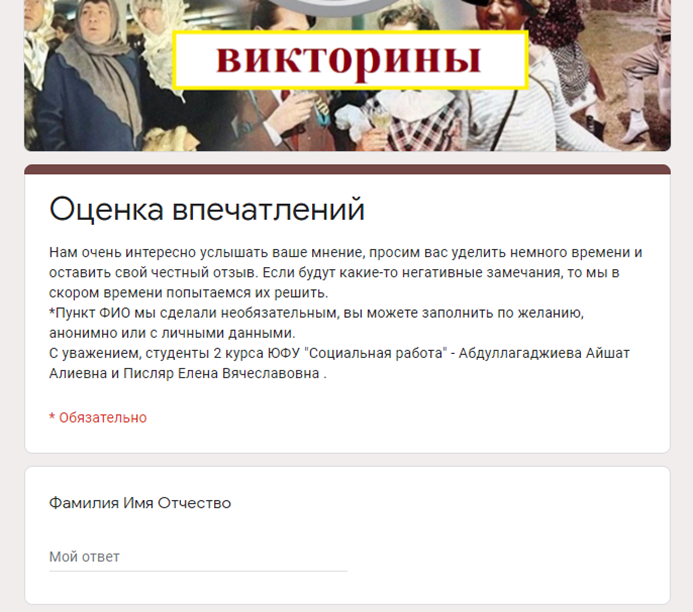 викторины
Оценка впечатлений
Нам очень интересно услышать ваше мнение, просим вас уделить немного времени и
оставить свой честный отзыв. Если будут какие-то негативные замечания, то мы в
скором времени попытаемся их решить.
*Пункт ФИО мы сделали необязательным, вы можете заполнить по желанию,
анонимно или с личными данными.
С уважением, студенты 2 курса ЮФУ "Социальная работа" - Абдуллагаджиева Айшат
Алиевна и Писляр Елена Вячеславовна .
* Обязательно
Фамилия Имя Отчество
Мой ответ